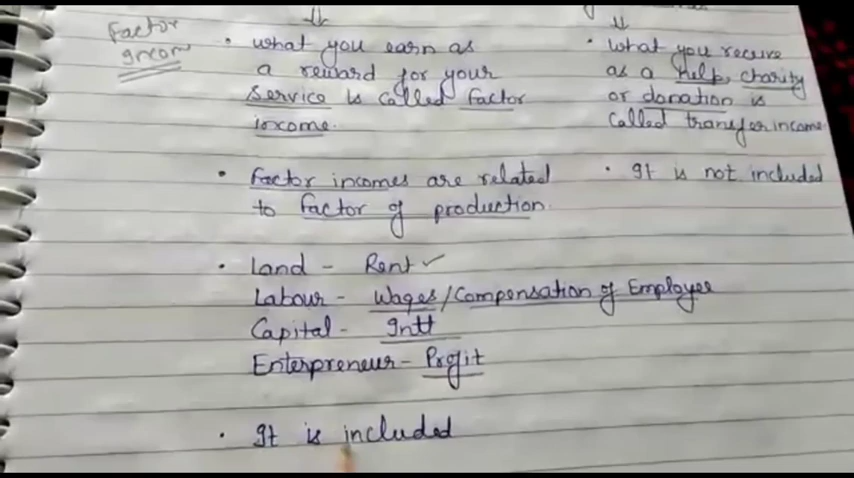 Factor
Incom
• what you earn as
a reward for your
service is called factor
income.
• Factor incomes are related
to factor of production.
• Land - Rent ✓
Labour - Wages/Compensation of Employee
Capital - Intt
Enterpreneur - Profit
• It is included
• What you receive
as a help, charity
or donation is
called transfer income.
• It is not included